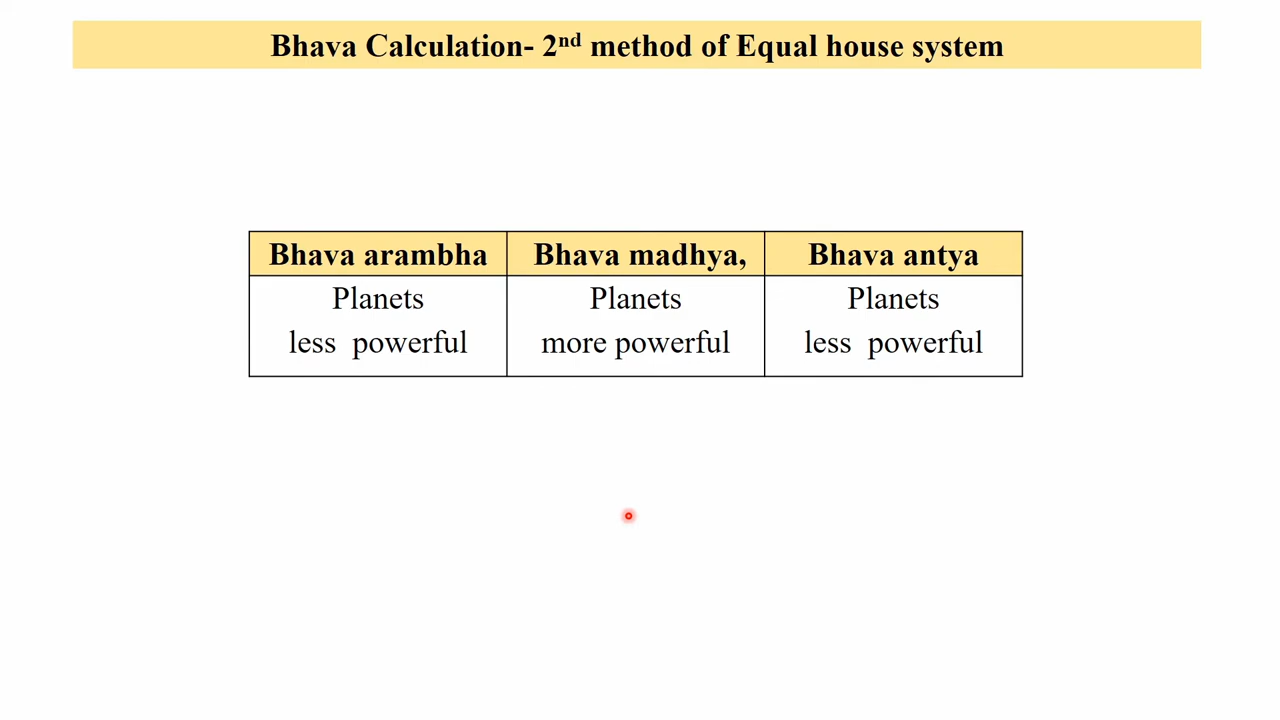 Bhava Calculation- 2nd method of Equal house system
Bhava arambha Bhava madhya, Bhava antya
Planets Planets Planets
less powerful more powerful less powerful